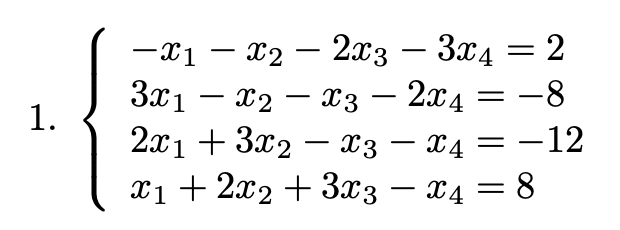 1. { −x₁ − x₂ − 2x₃ − 3x₄ = 2
3x₁ − x₂ − x₃ − 2x₄ = −8
2x₁ + 3x₂ − x₃ − x₄ = −12
x₁ + 2x₂ + 3x₃ − x₄ = 8